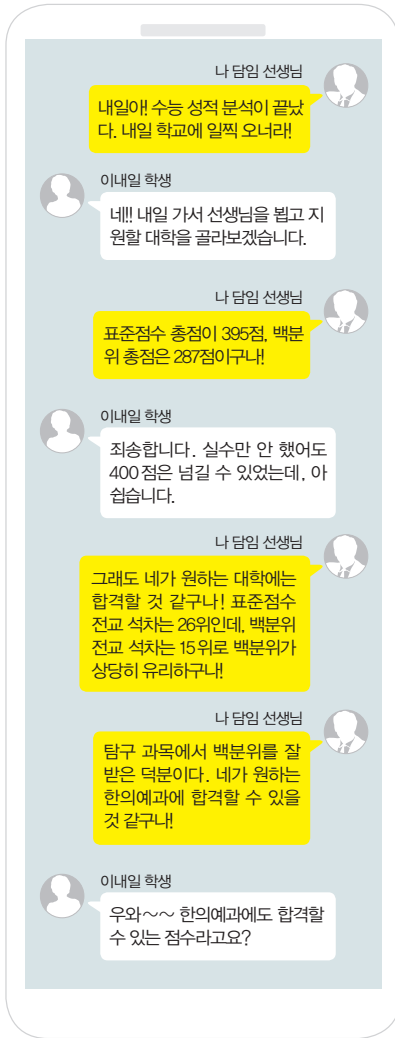 나 담임 선생님
내일아! 수능 성적 분석이 끝났
다. 내일 학교에 일찍 오너라!
이내일 학생
네!! 내일 가서 선생님을 뵙고 지
원할 대학을 골라보겠습니다.
나 담임 선생님
표준점수 총점이 395점, 백분
위 총점은 287점이구나!
이내일 학생
죄송합니다. 실수만 안 했어도
400점은 넘길 수 있었는데, 아
쉽습니다.
나 담임 선생님
그래도 네가 원하는 대학에는
합격할 것 같구나! 표준점수
전교 석차는 26위인데, 백분위
전교 석차는 15위로 백분위가
상당히 유리하구나!
나 담임 선생님
탐구 과목에서 백분위를 잘
받은 덕분이다. 네가 원하는
한의예과에 합격할 수 있을
것 같구나!
이내일 학생
우와~~ 한의예과에도 합격할
수 있는 점수라고요?